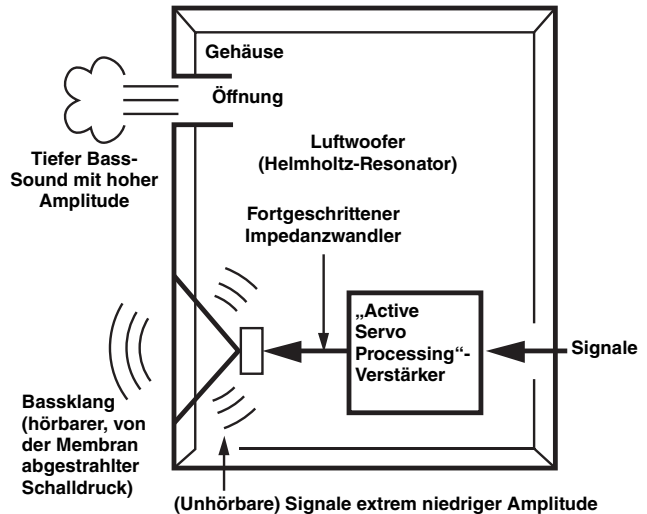 Gehäuse
Öffnung
Tiefer Bass-
Sound mit hoher
Amplitude
Luftwoofer
(Helmholtz-Resonator)
Fortgeschrittener
Impedanzwandler
„Active
Servo
Processing“-
Verstärker
Signale
Bassklang
(hörbarer, von
der Membran
abgestrahlter
Schalldruck)
(Unhörbare) Signale extrem niedriger Amplitude